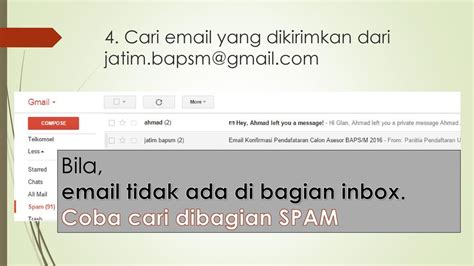 4. Cari email yang dikirimkan dari
jatim.bapsm@gmail.com
Gmail
More
COMPOSE
ahmad (2)
Hey, Ahmad left you a message! - Hi Glan, Ahmad left you a private message and
jatim bapsm
Email Konfirmasi Pendafataran Calon Asesor BAPS/M 2016 - From: Panitia Pendaftaran U
Telkomsel
Less
Starred
Chats
All Mail
Spam (91)
Trash
Bila,
email tidak ada di bagian inbox.
Coba cari dibagian SPAM